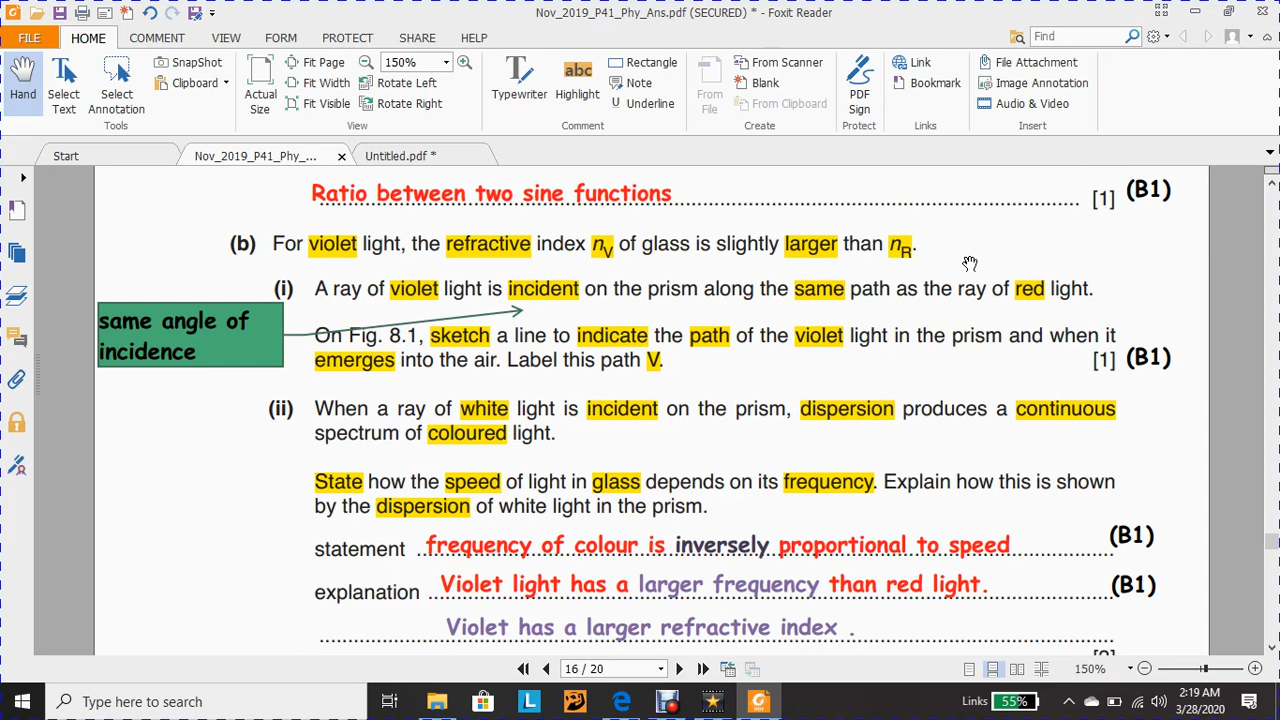 Nov_2019_P41_Phy_Ans.pdf (SECURED) * - Foxit Reader
FILE HOME COMMENT VIEW FORM PROTECT SHARE HELP
Find
Hand
Select Text
Select Annotation
SnapShot
Clipboard
Tools
Actual Size
Fit Page
Fit Width
Fit Visible
150%
Rotate Left
Rotate Right
View
Typewriter
Highlight
Rectangle
Note
Underline
Comment
From File
From Scanner
Blank
From Clipboard
Create
PDF Sign
Protect
Link
Bookmark
Links
File Attachment
Image Annotation
Audio & Video
Insert
Start Nov_2019_P41_Phy_... Untitled.pdf *
Ratio between two sine functions [1] (B1)
(b) For violet light, the refractive index nV of glass is slightly larger than nR.
(i) A ray of violet light is incident on the prism along the same path as the ray of red light.
same angle of
incidence
On Fig. 8.1, sketch a line to indicate the path of the violet light in the prism and when it
emerges into the air. Label this path V. [1] (B1)
(ii) When a ray of white light is incident on the prism, dispersion produces a continuous
spectrum of coloured light.
State how the speed of light in glass depends on its frequency. Explain how this is shown
by the dispersion of white light in the prism.
statement frequency of colour is inversely proportional to speed (B1)
explanation Violet light has a larger frequency than red light. (B1)
Violet has a larger refractive index .
16 / 20
150%
Type here to search
Links 55% 2:19 AM
3/28/2020